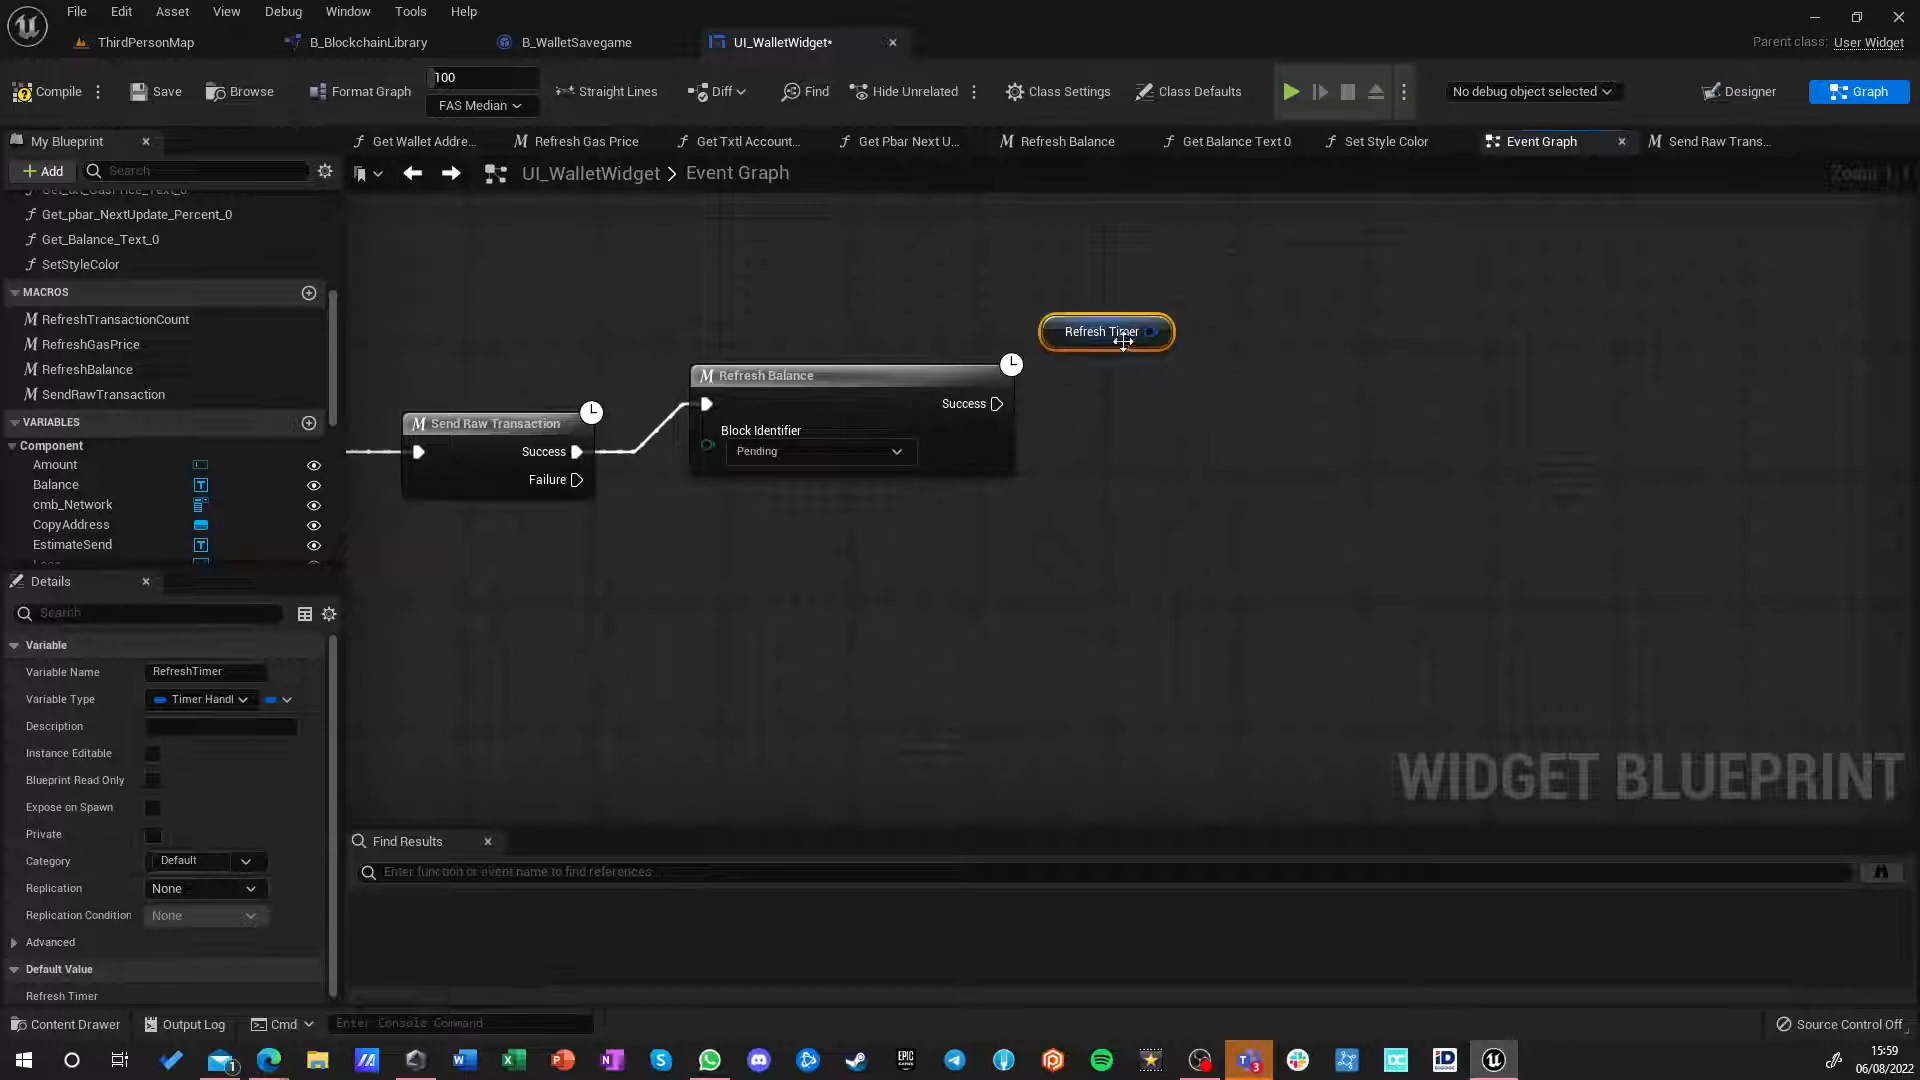 File Edit Asset View Debug Window Tools Help
ThirdPersonMap B_BlockchainLibrary B_WalletSavegame UI_WalletWidget* Parent class: User Widget
Compile Save Browse Format Graph 100 FAS Median Straight Lines Diff Find Hide Unrelated Class Settings Class Defaults No debug object selected Designer Graph
My Blueprint Get Wallet Addre... Refresh Gas Price Get Txtl Account... Get Pbar Next U... Refresh Balance Get Balance Text 0 Set Style Color Event Graph Send Raw Trans...
Add Search UI_WalletWidget > Event Graph Zoom 1:1
Get_txt_GasPrice_Text_0
Get_pbar_NextUpdate_Percent_0
Get_Balance_Text_0
SetStyleColor
MACROS
RefreshTransactionCount
RefreshGasPrice
RefreshBalance
SendRawTransaction
VARIABLES
Component
Amount
Balance
cmb_Network
CopyAddress
EstimateSend
Refresh Timer
Refresh Balance
Success
Block Identifier
Pending
Send Raw Transaction
Success
Failure
WIDGET BLUEPRINT
Details
Search
Variable
Variable Name RefreshTimer
Variable Type Timer Handl
Description
Instance Editable
Blueprint Read Only
Expose on Spawn
Private
Category Default
Replication None
Replication Condition None
Advanced
Default Value
Refresh Timer
Find Results
Enter function or event name to find references...
Content Drawer Output Log Cmd Enter Console Command Source Control Off
15:59
06/08/2022